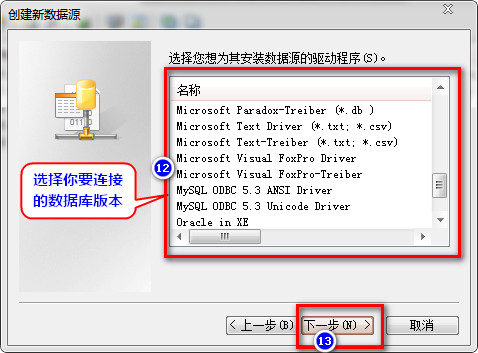 创建新数据源
选择您想为其安装数据源的驱动程序(S)。
名称
Microsoft Paradox-Treiber (*.db )
Microsoft Text Driver (*.txt; *.csv)
Microsoft Text-Treiber (*.txt; *.csv)
Microsoft Visual FoxPro Driver
Microsoft Visual FoxPro-Treiber
MySQL ODBC 5.3 ANSI Driver
MySQL ODBC 5.3 Unicode Driver
Oracle in XE
12
选择你要连接
的数据库版本
< 上一步(B)
下一步(N) >
取消
13